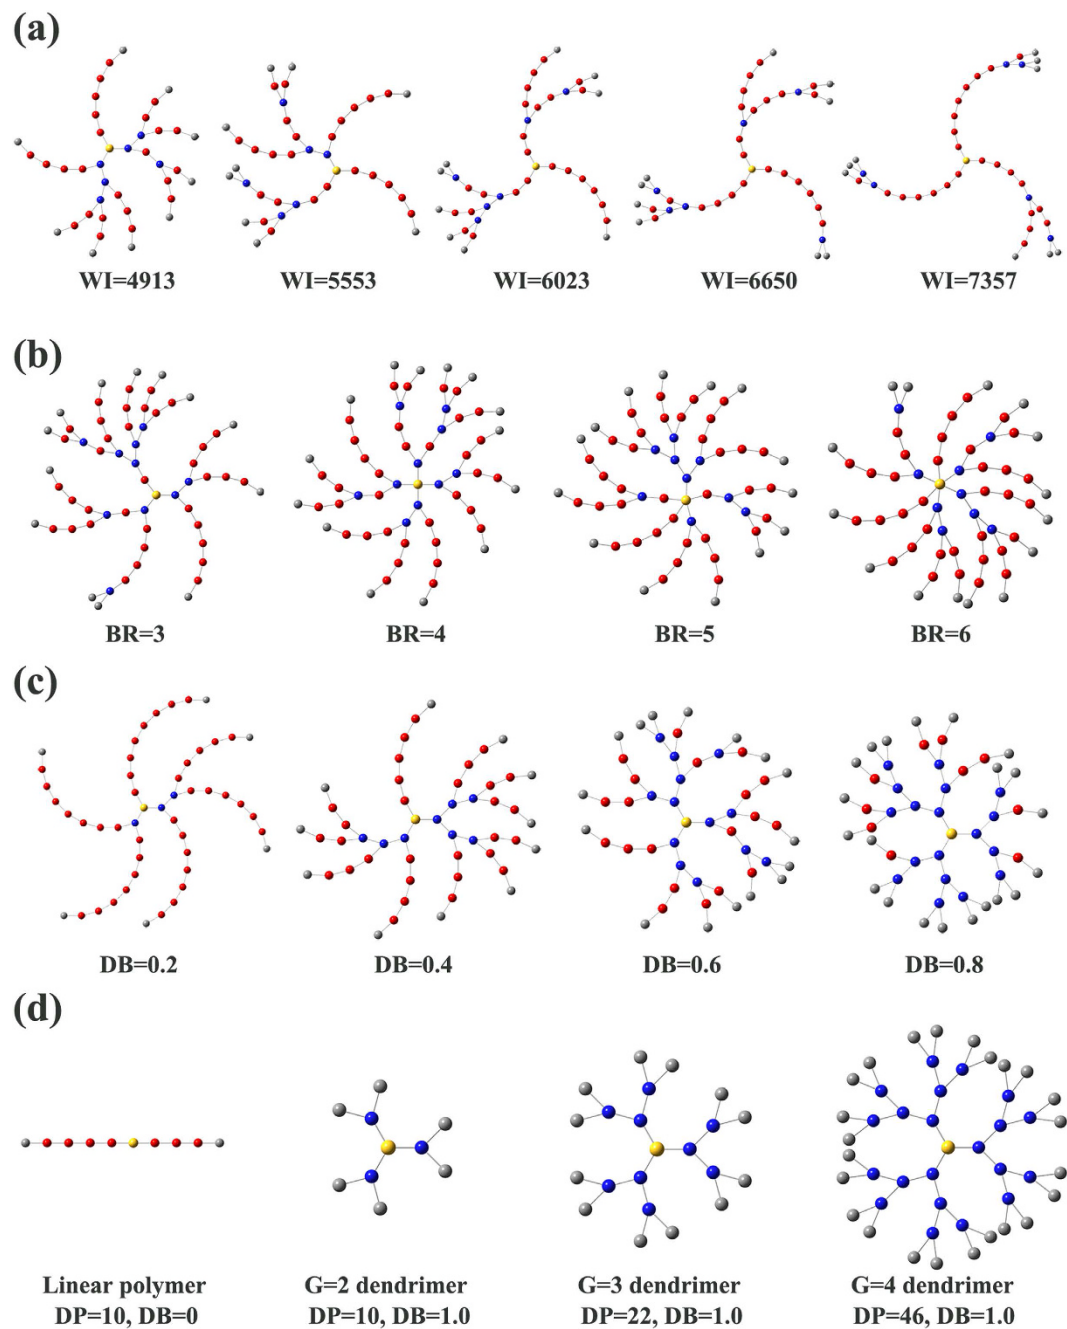 (a)
WI=4913 WI=5553 WI=6023 WI=6650 WI=7357
(b)
BR=3 BR=4 BR=5 BR=6
(c)
DB=0.2 DB=0.4 DB=0.6 DB=0.8
(d)
Linear polymer G=2 dendrimer G=3 dendrimer G=4 dendrimer
DP=10, DB=0 DP=10, DB=1.0 DP=22, DB=1.0 DP=46, DB=1.0